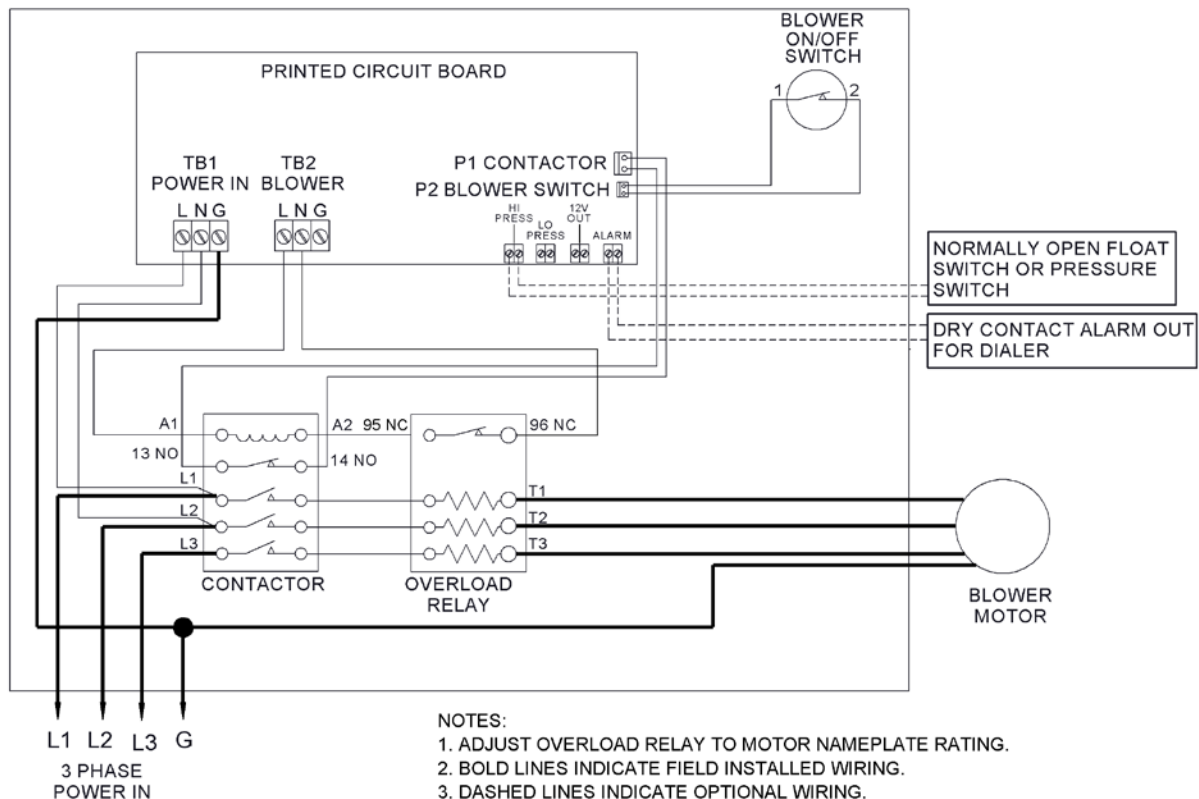 BLOWER
ON/OFF
SWITCH
1
2
PRINTED CIRCUIT BOARD
TB1
POWER IN
L N G
TB2
BLOWER
L N G
P1 CONTACTOR
P2 BLOWER SWITCH
HI
PRESS
LO
PRESS
12V
OUT
ALARM
NORMALLY OPEN FLOAT
SWITCH OR PRESSURE
SWITCH
DRY CONTACT ALARM OUT
FOR DIALER
A1
A2
95 NC
96 NC
13 NO
14 NO
L1
L2
L3
T1
T2
T3
CONTACTOR
OVERLOAD
RELAY
BLOWER
MOTOR
L1 L2 L3 G
3 PHASE
POWER IN
NOTES:
1. ADJUST OVERLOAD RELAY TO MOTOR NAMEPLATE RATING.
2. BOLD LINES INDICATE FIELD INSTALLED WIRING.
3. DASHED LINES INDICATE OPTIONAL WIRING.